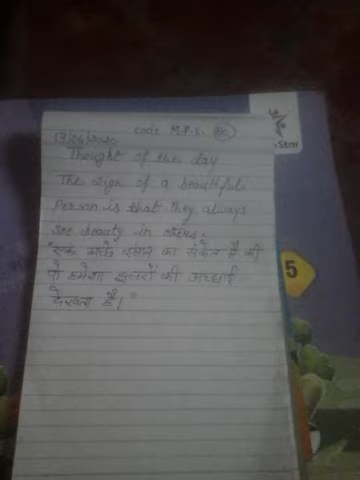 code M.P.S.
Thought of the day
The sign of a beautiful
Person is that they always
see beauty in others.
"एक अच्छे इंसान का संकेत है की
वो हमेशा दूसरों की अच्छाई
देखता है।"
Star
5